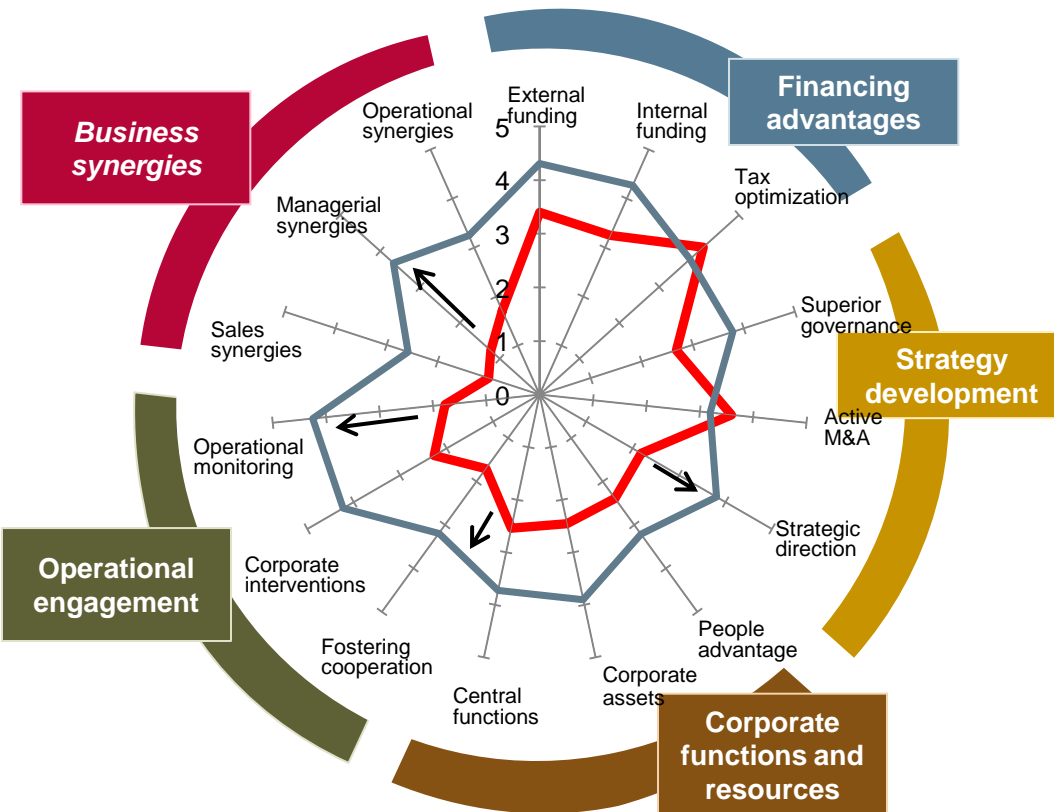 Business
synergies
Financing
advantages
Strategy
development
Corporate
functions and
resources
Operational
engagement
External
funding
Internal
funding
Tax
optimization
Superior
governance
Active
M&A
Strategic
direction
People
advantage
Corporate
assets
Central
functions
Fostering
cooperation
Corporate
interventions
Operational
monitoring
Sales
synergies
Managerial
synergies
Operational
synergies
5
4
3
2
1
0